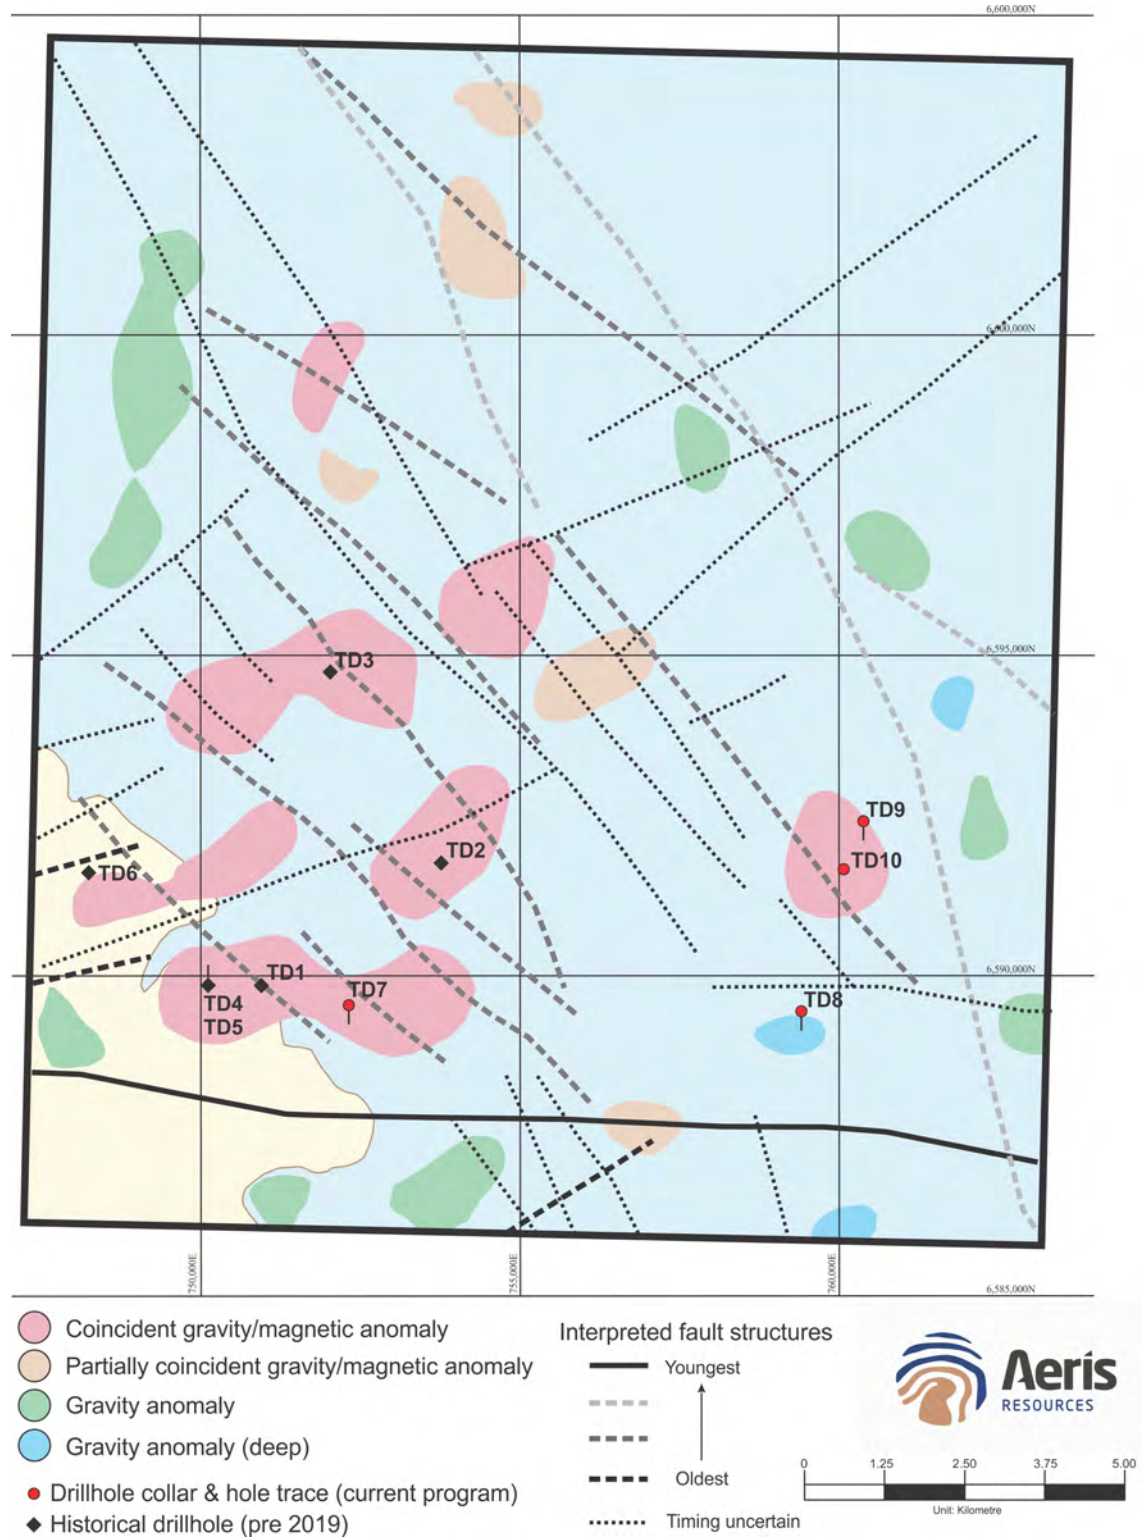 6,600,000N
6,600,000N
TD3
6,595,000N
TD9
TD2
TD10
TD6
TD1
6,590,000N
TD4
TD7
TD8
TD5
750,000E
755,000E
760,000E
6,585,000N
Coincident gravity/magnetic anomaly
Partially coincident gravity/magnetic anomaly
Gravity anomaly
Gravity anomaly (deep)
Drillhole collar & hole trace (current program)
Historical drillhole (pre 2019)
Interpreted fault structures
Youngest
Oldest
Timing uncertain
Aeris
RESOURCES
0 1.25 2.50 3.75 5.00
Unit: Kilometre